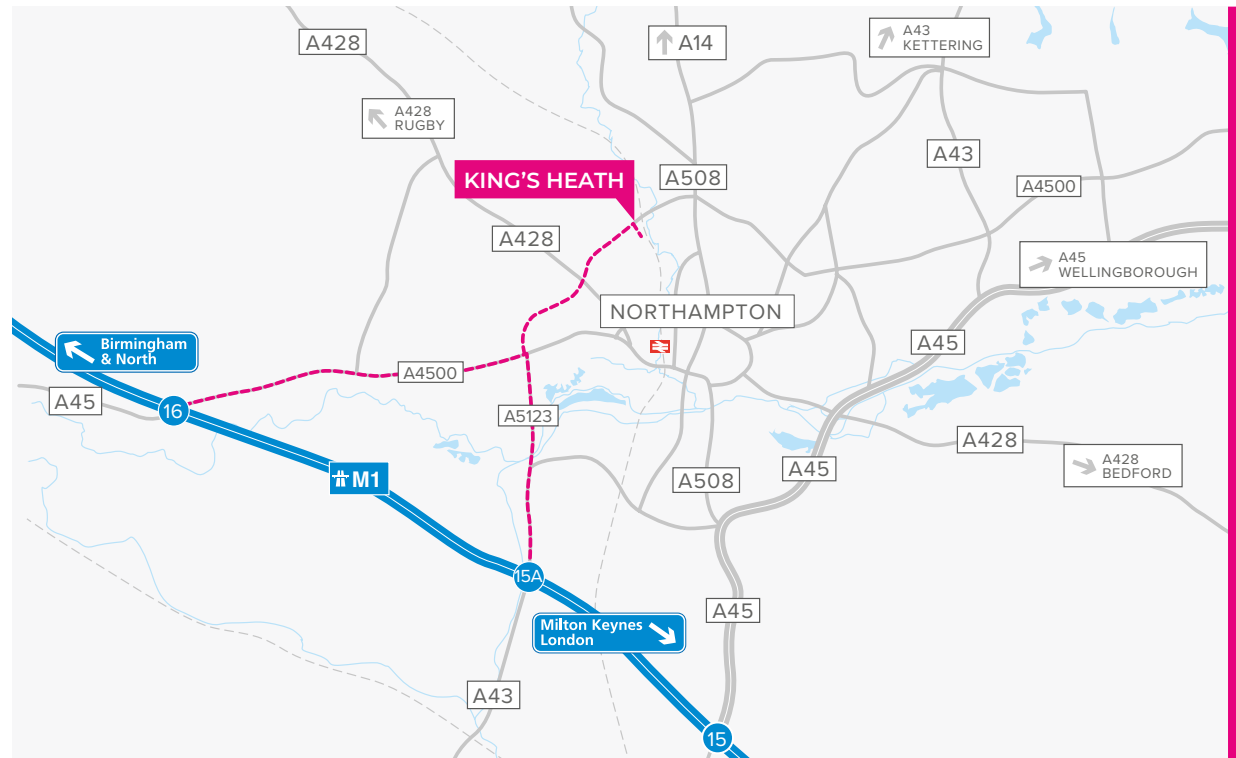 A428
A14
A43
KETTERING
A428
RUGBY
A43
KING'S HEATH
A508
A4500
A428
A45
WELLINGBOROUGH
NORTHAMPTON
Birmingham
& North
A45
A4500
A45
16
A5123
A428
A45
A428
BEDFORD
M1
A508
15A
A45
Milton Keynes
London
A43
15